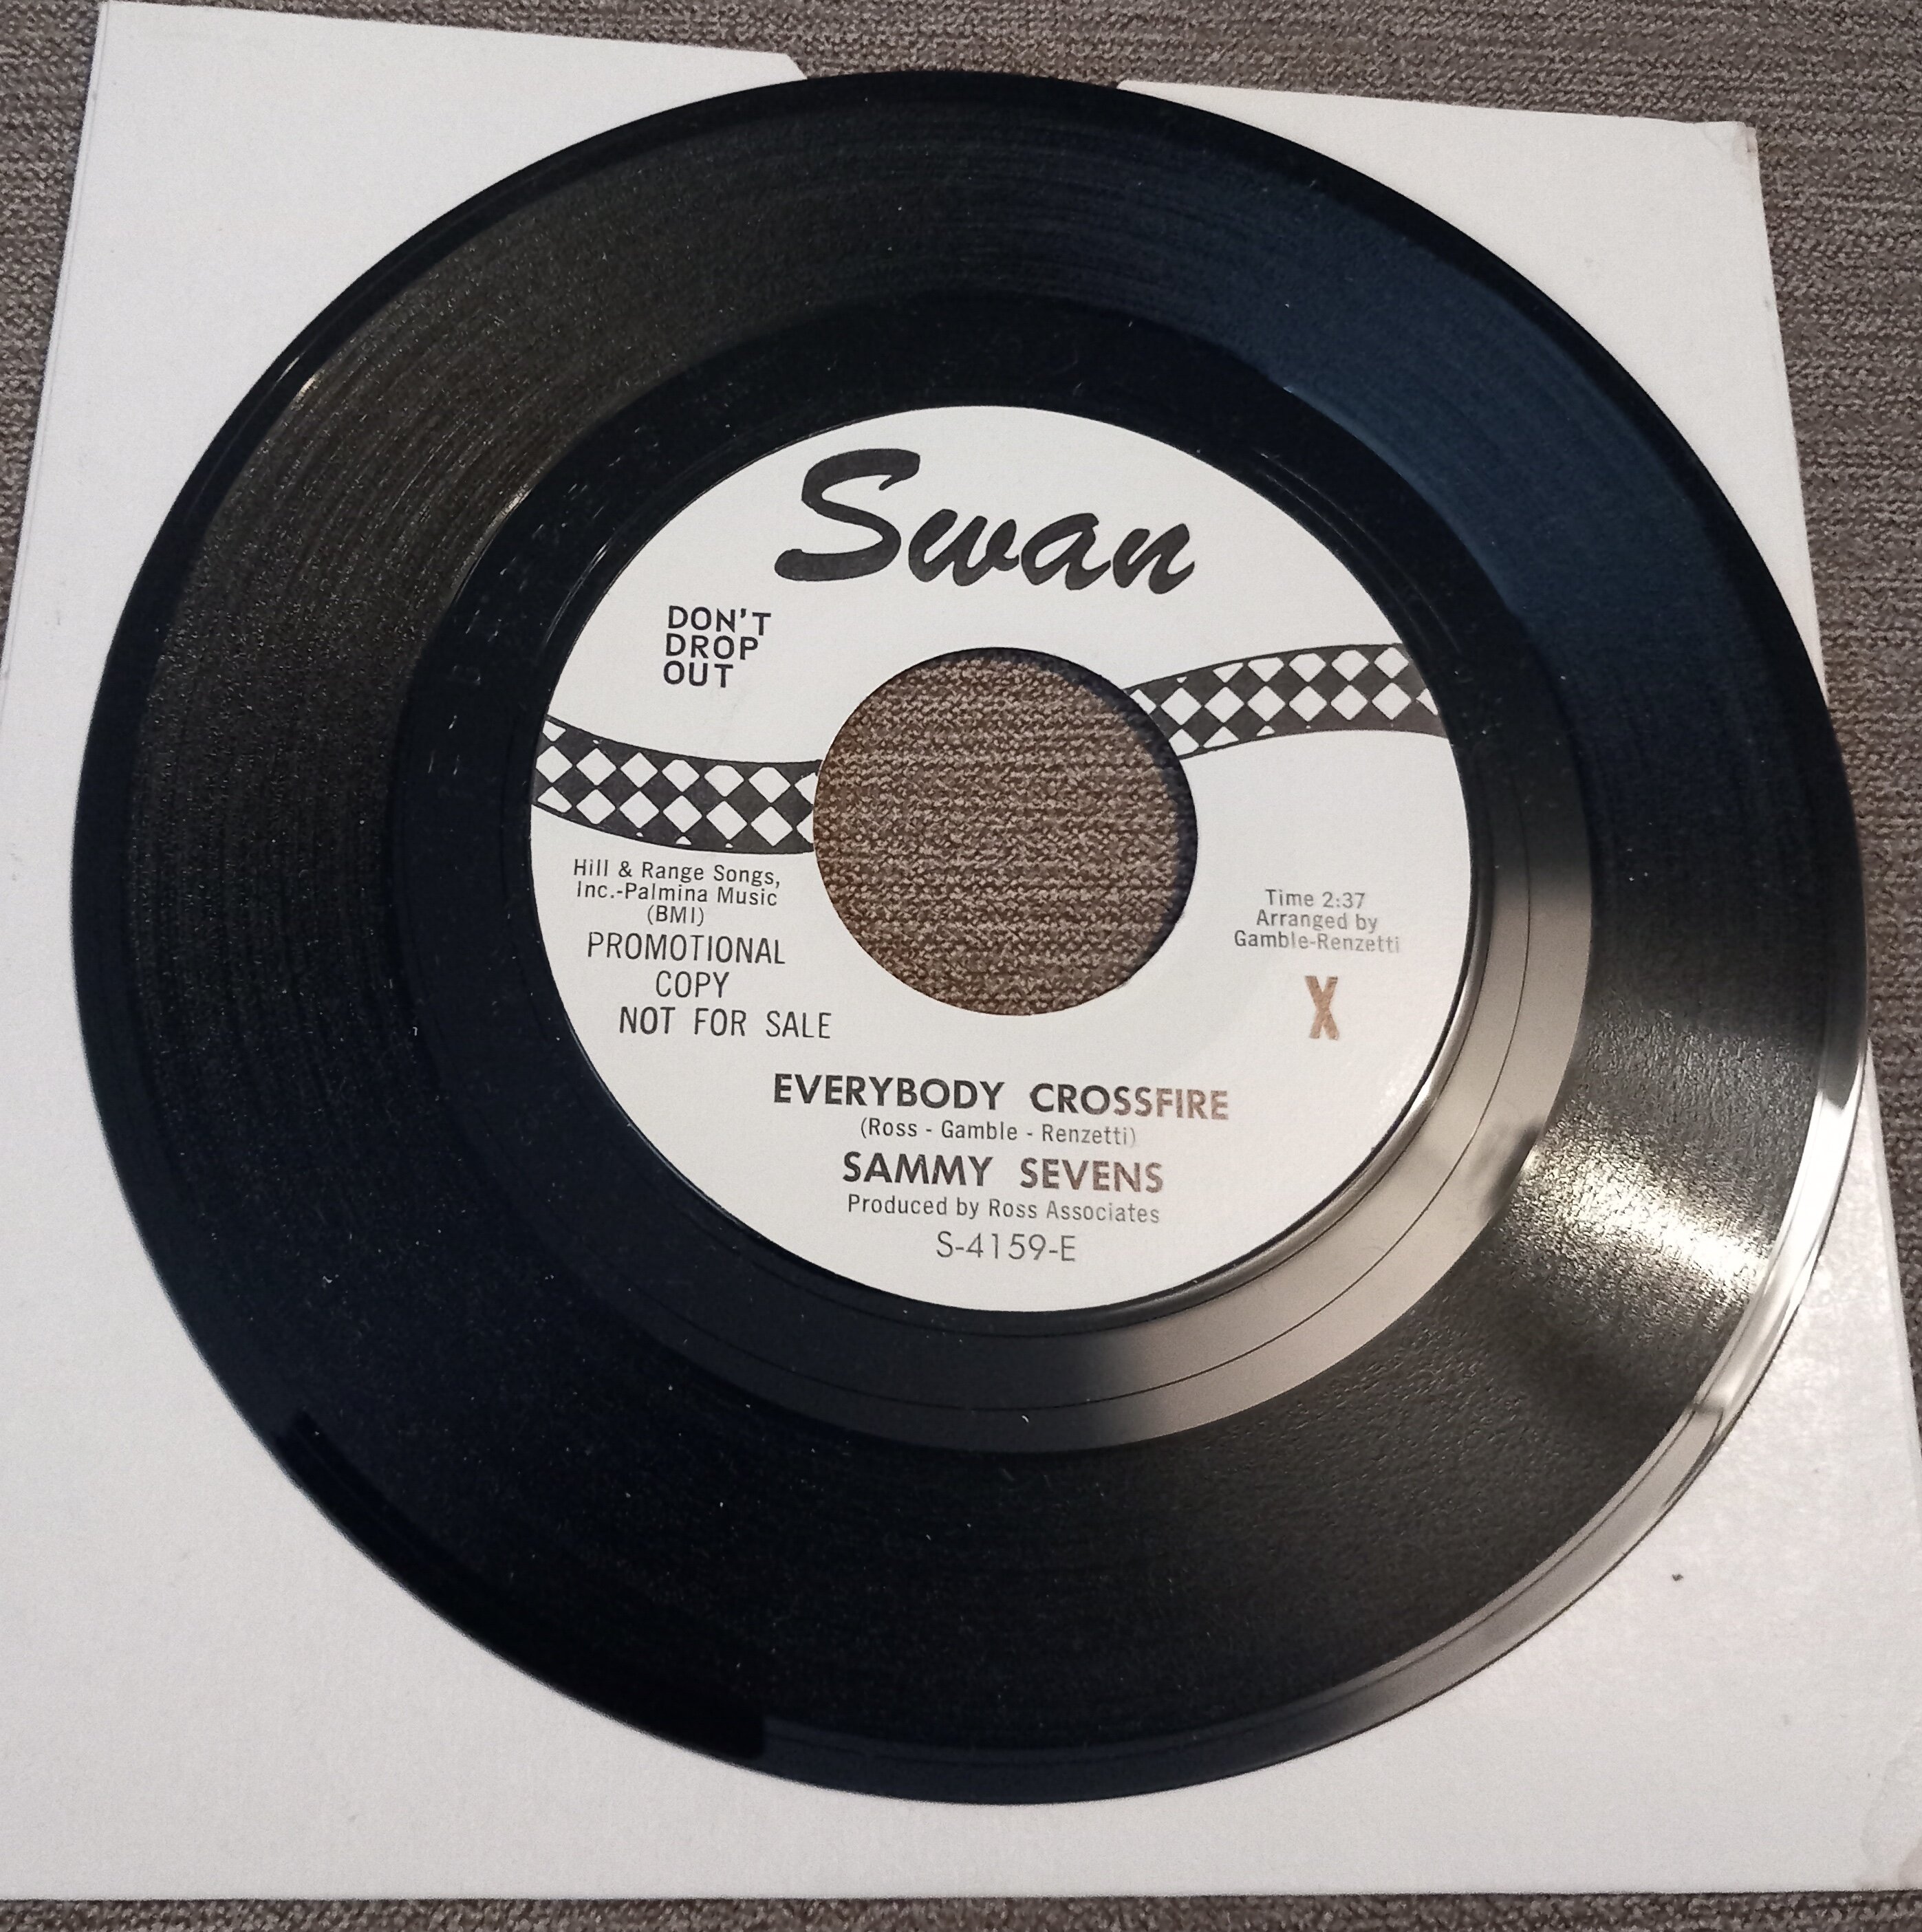 Swan
DON'T
DROP
OUT
Hill & Range Songs,
Inc.-Palmina Music
(BMI)
PROMOTIONAL
COPY
NOT FOR SALE
Time 2:37
Arranged by
Gamble-Renzetti
X
EVERYBODY CROSSFIRE
(Ross - Gamble - Renzetti)
SAMMY SEVENS
Produced by Ross Associates
S-4159-E